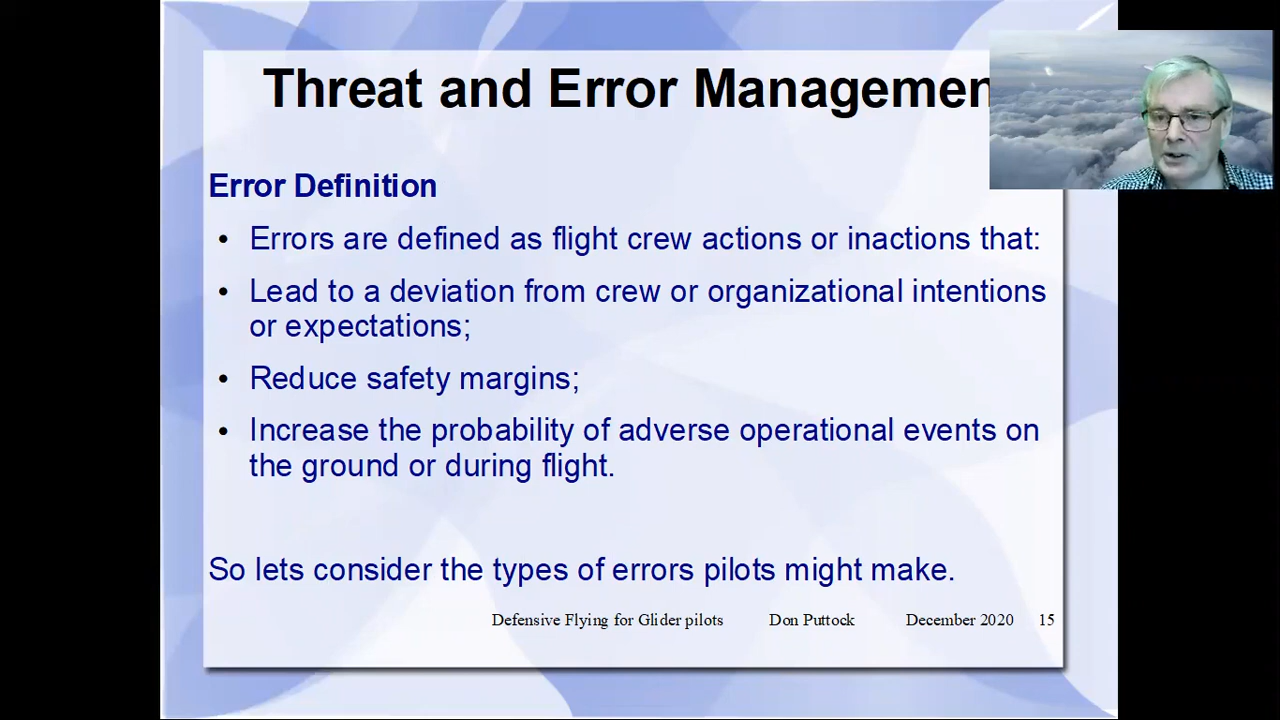 Threat and Error Managemen
Error Definition
• Errors are defined as flight crew actions or inactions that:
• Lead to a deviation from crew or organizational intentions
or expectations;
• Reduce safety margins;
• Increase the probability of adverse operational events on
the ground or during flight.
So lets consider the types of errors pilots might make.
Defensive Flying for Glider pilots Don Puttock December 2020 15